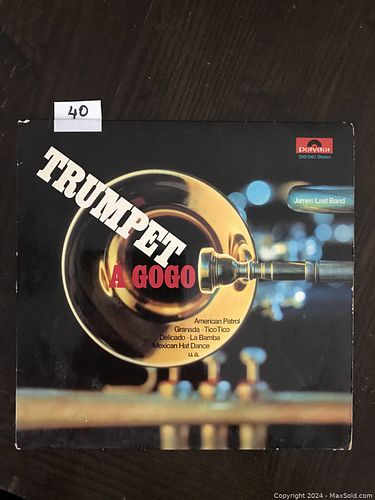 40
Polydor
249 040 Stereo
James Last Band
TRUMPET
A GOGO
American Patrol
Granada · Tico Tico
Delicado · La Bamba
Mexican Hat Dance
u.a.
Copyright 2024 - MaxSold.com